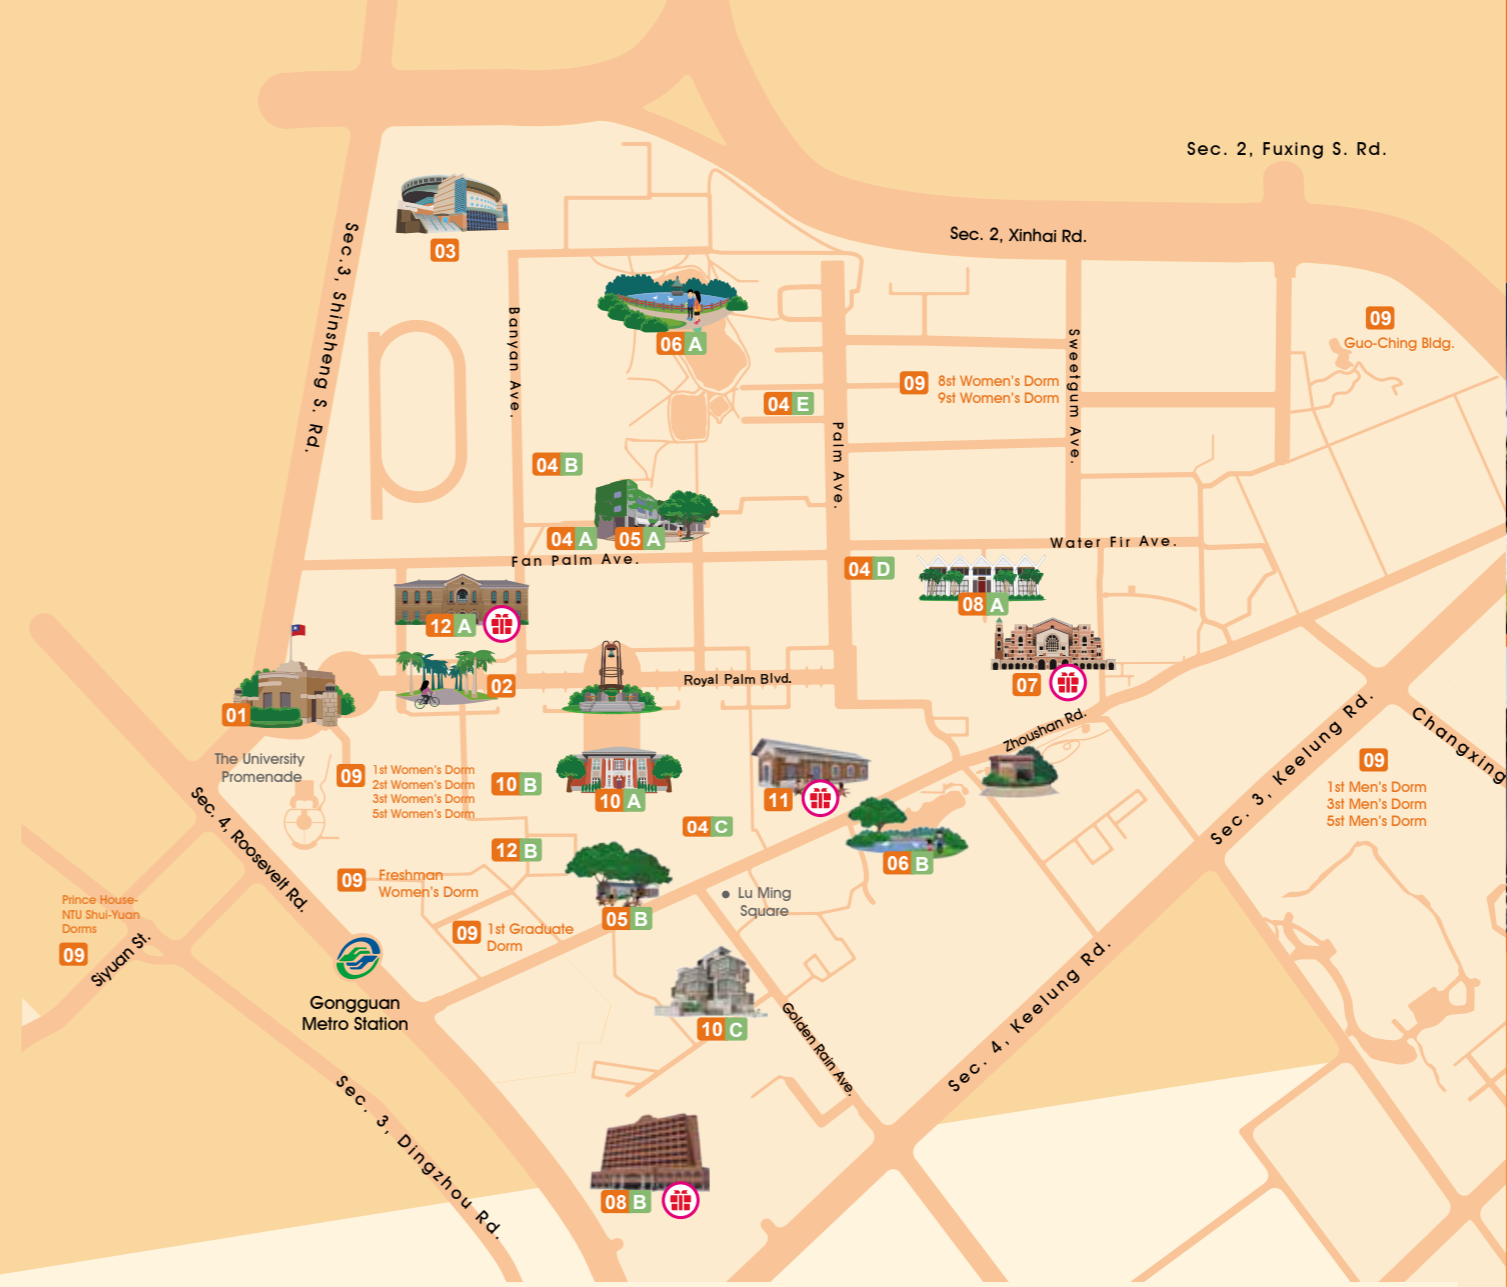 Sec. 2, Fuxing S. Rd.
Sec. 2, Xinhai Rd.
Sec.3, Shinsheng S. Rd.
03
Banyan Ave.
06 A
09
Guo-Ching Bldg.
Sweetgum Ave.
09
8st Women's Dorm
9st Women's Dorm
04 E
Palm Ave.
04 B
04 A
05 A
Fan Palm Ave.
Water Fir Ave.
04 D
08 A
12 A
02
Royal Palm Blvd.
07
01
The University
Promenade
Zhoushan Rd.
Changxing
Sec. 3, Keelung Rd.
09
1st Women's Dorm
2st Women's Dorm
3st Women's Dorm
5st Women's Dorm
10 B
10 A
11
09
1st Men's Dorm
3st Men's Dorm
5st Men's Dorm
04 C
12 B
06 B
Sec. 4, Roosevelt Rd.
09
Freshman
Women's Dorm
Lu Ming
Square
05 B
Prince House-
NTU Shui-Yuan
Dorms
09
Siyuan St.
09
1st Graduate
Dorm
Gongguan
Metro Station
10 C
Golden Rain Ave.
Sec. 4, Keelung Rd.
Sec. 3, Dingzhou Rd.
08 B